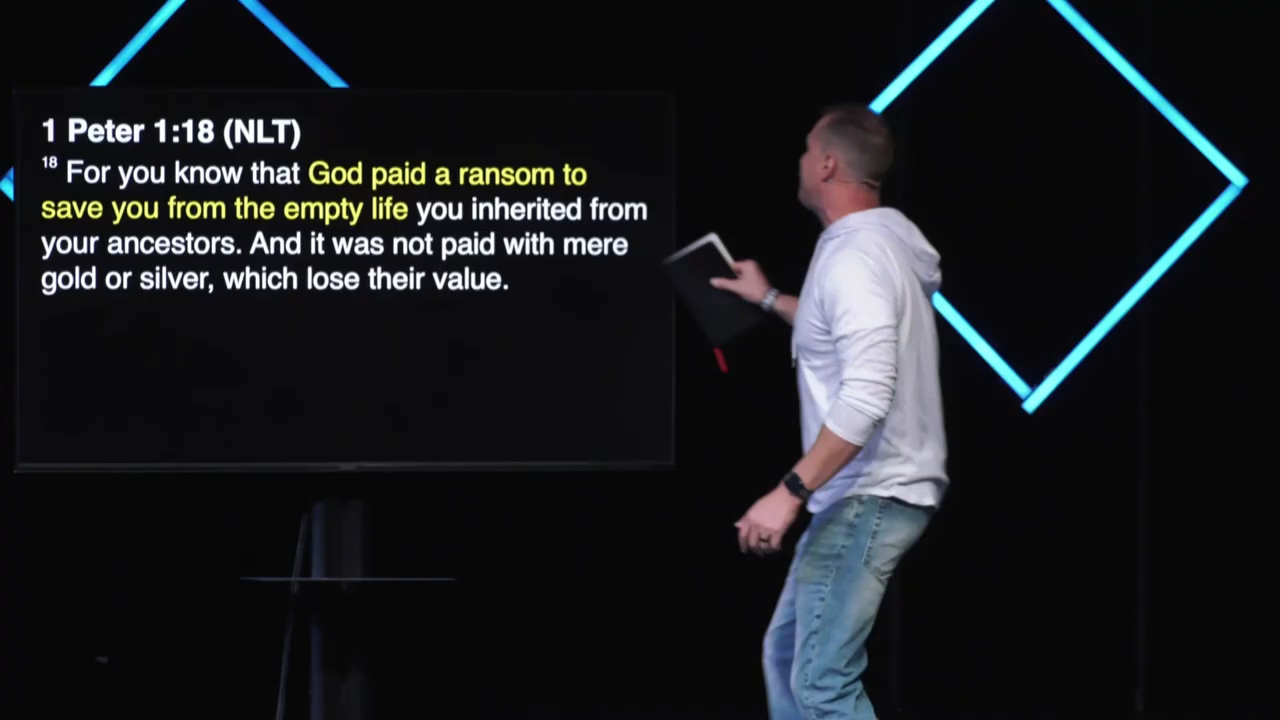 1 Peter 1:18 (NLT)
18 For you know that God paid a ransom to
save you from the empty life you inherited from
your ancestors. And it was not paid with mere
gold or silver, which lose their value.